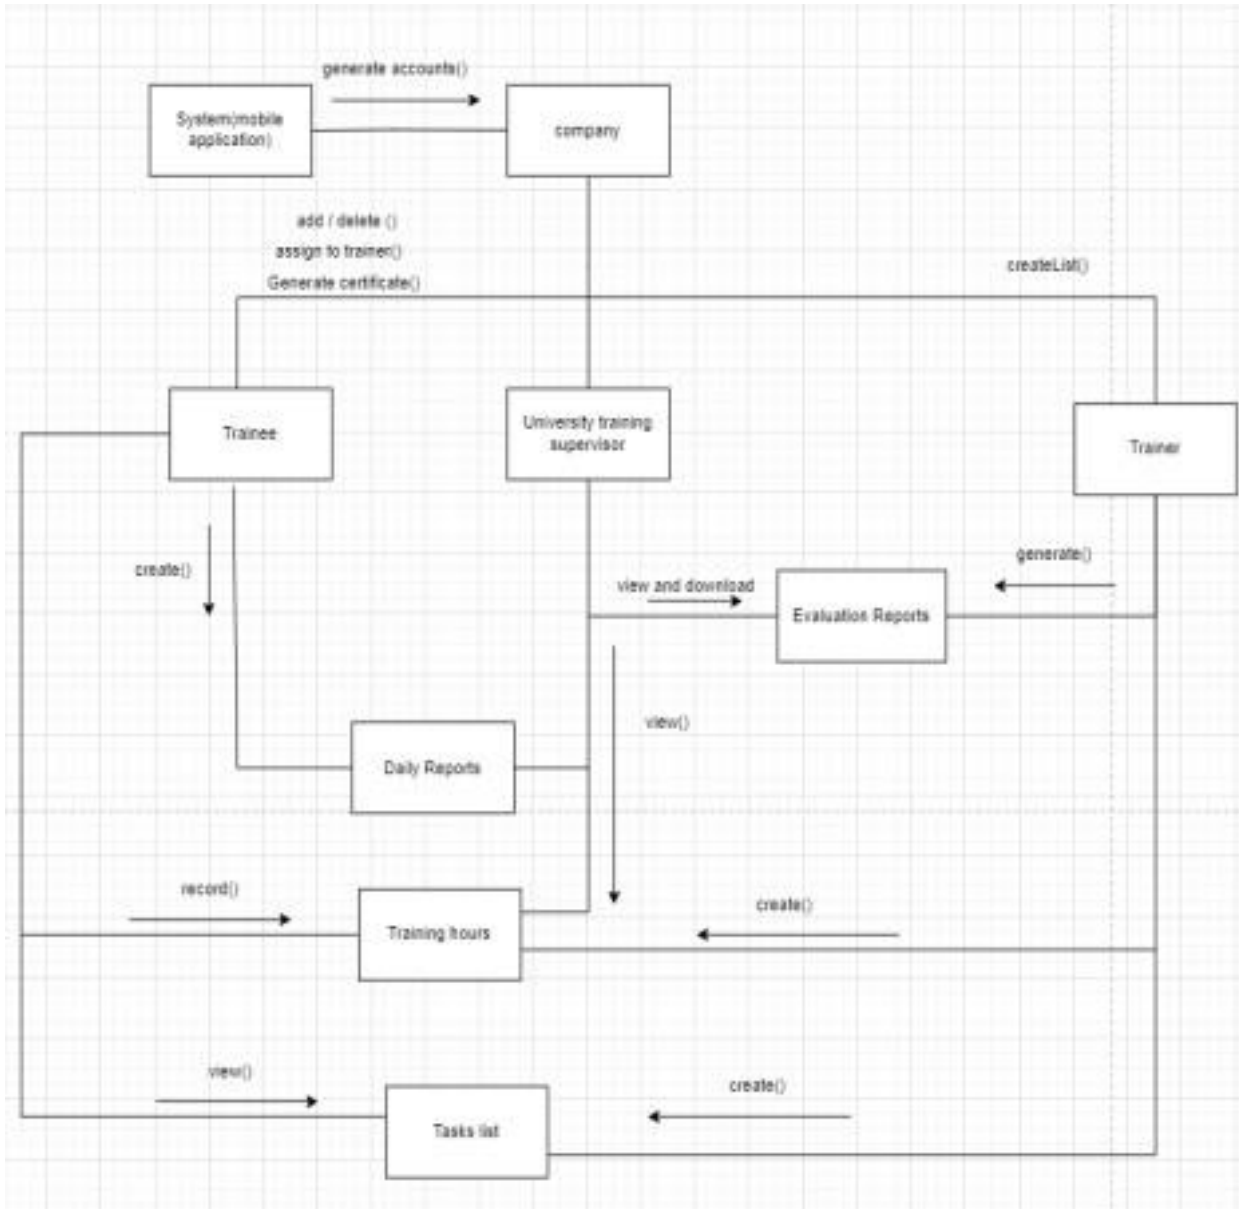 generate accounts()
System(mobile
application)
company
add / delete ()
assign to trainer()
Generate certificate()
createList()
Trainee
University training
supervisor
Trainer
create()
view and download
generate()
Evaluation Reports
view()
Daily Reports
record()
Training hours
create()
view()
Tasks list
create()